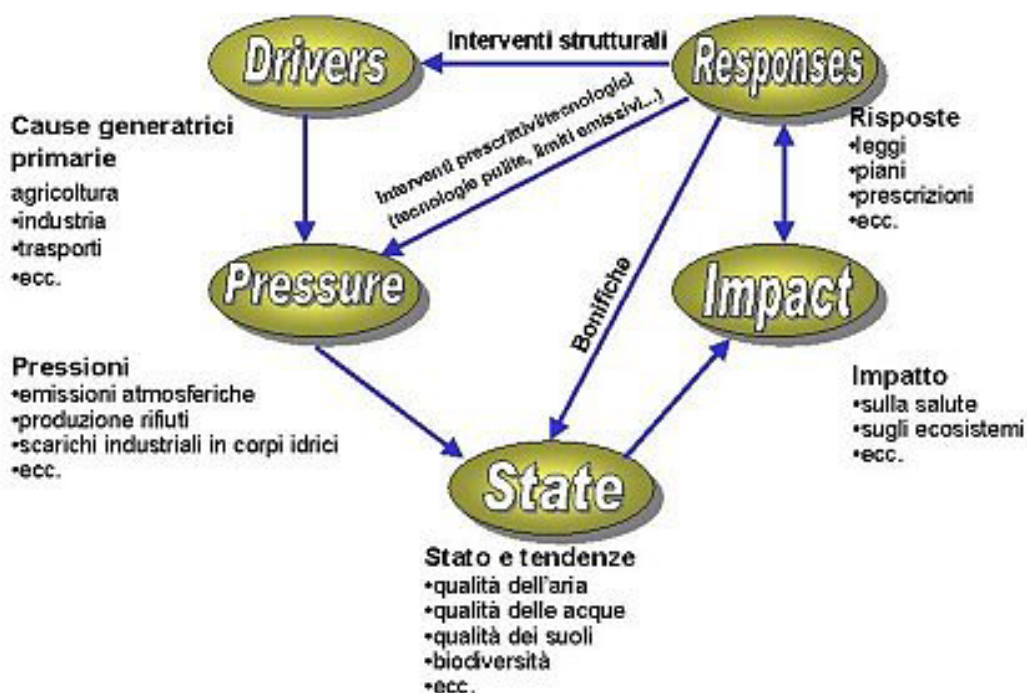 Drivers
Interventi strutturali
Responses
Cause generatrici
primarie
agricoltura
•industria
•trasporti
•ecc.
Interventi prescrittivi/tecnologici
(tecnologie pulite, limiti emissivi...)
Risposte
•leggi
•piani
•prescrizioni
•ecc.
Pressure
Bonifiche
Impact
Pressioni
•emissioni atmosferiche
•produzione rifiuti
•scarichi industriali in corpi idrici
•ecc.
Impatto
•sulla salute
•sugli ecosistemi
•ecc.
State
Stato e tendenze
•qualità dell'aria
•qualità delle acque
•qualità dei suoli
•biodiversità
•ecc.